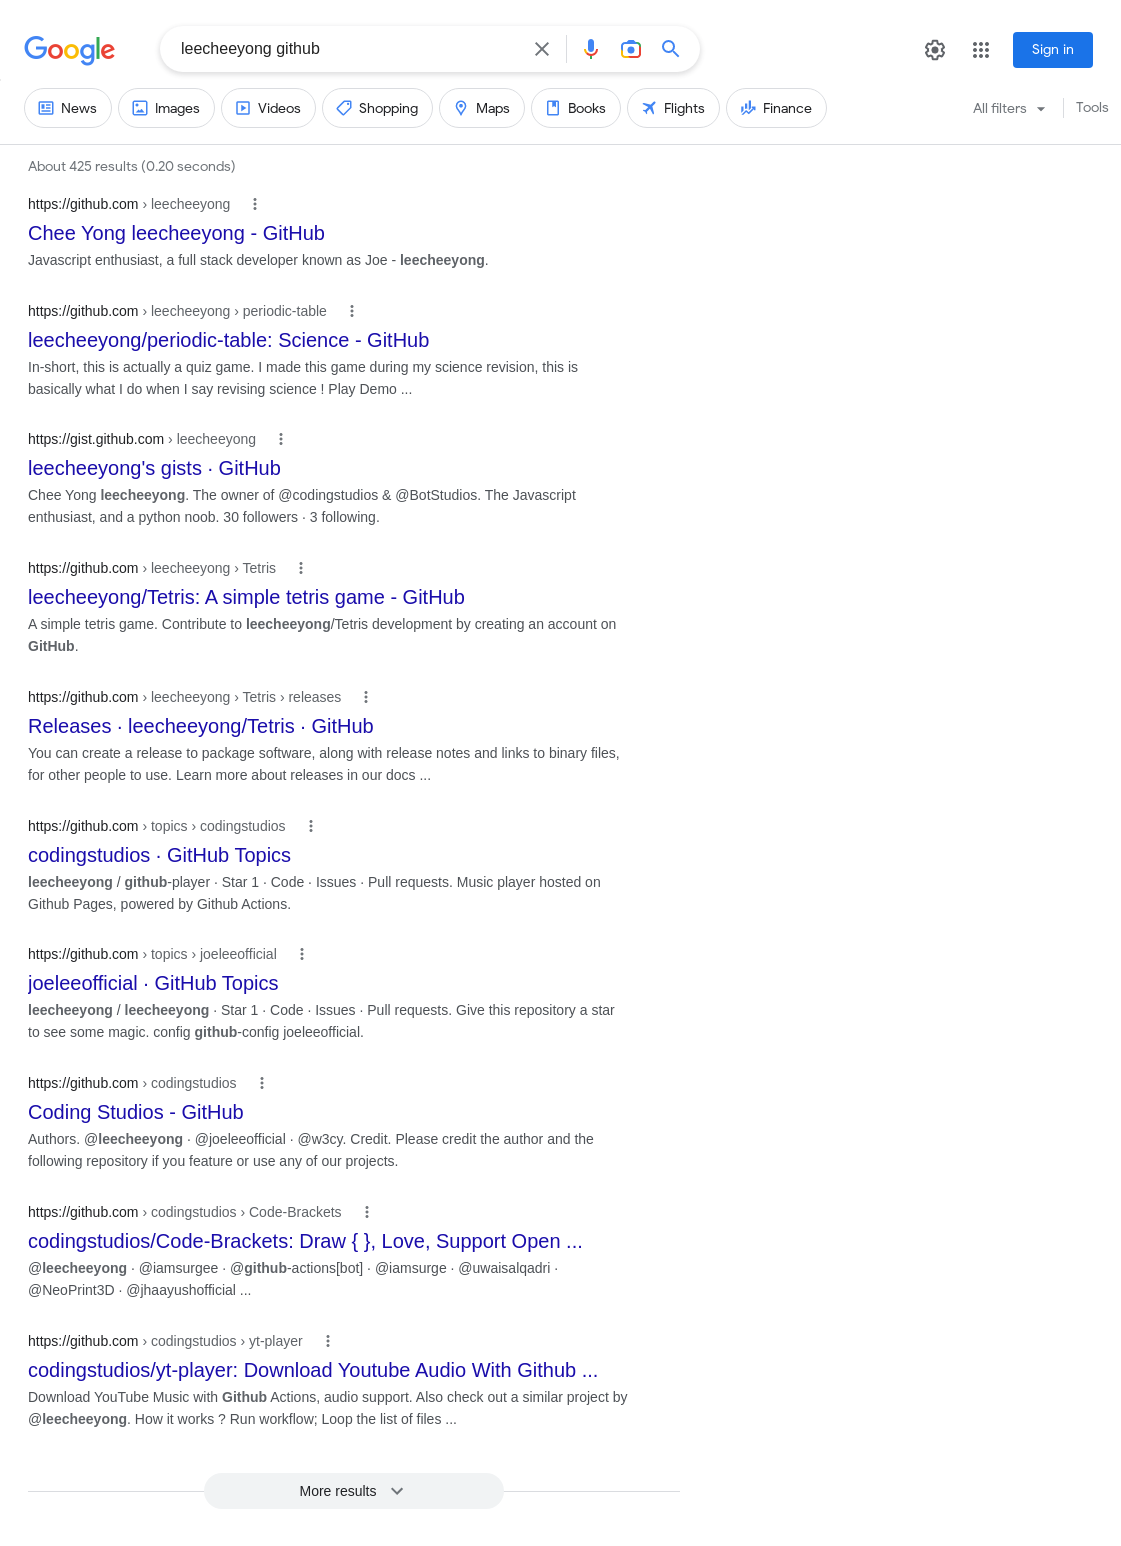 Google
leecheeyong github
Sign in
News
Images
Videos
Shopping
Maps
Books
Flights
Finance
All filters
Tools
About 425 results (0.20 seconds)
https://github.com › leecheeyong
Chee Yong leecheeyong - GitHub
Javascript enthusiast, a full stack developer known as Joe - leecheeyong.
https://github.com › leecheeyong › periodic-table
leecheeyong/periodic-table: Science - GitHub
In-short, this is actually a quiz game. I made this game during my science revision, this is
basically what I do when I say revising science ! Play Demo ...
https://gist.github.com › leecheeyong
leecheeyong's gists · GitHub
Chee Yong leecheeyong. The owner of @codingstudios & @BotStudios. The Javascript
enthusiast, and a python noob. 30 followers · 3 following.
https://github.com › leecheeyong › Tetris
leecheeyong/Tetris: A simple tetris game - GitHub
A simple tetris game. Contribute to leecheeyong/Tetris development by creating an account on
GitHub.
https://github.com › leecheeyong › Tetris › releases
Releases · leecheeyong/Tetris · GitHub
You can create a release to package software, along with release notes and links to binary files,
for other people to use. Learn more about releases in our docs ...
https://github.com › topics › codingstudios
codingstudios · GitHub Topics
leecheeyong / github-player · Star 1 · Code · Issues · Pull requests. Music player hosted on
Github Pages, powered by Github Actions.
https://github.com › topics › joeleeofficial
joeleeofficial · GitHub Topics
leecheeyong / leecheeyong · Star 1 · Code · Issues · Pull requests. Give this repository a star
to see some magic. config github-config joeleeofficial.
https://github.com › codingstudios
Coding Studios - GitHub
Authors. @leecheeyong · @joeleeofficial · @w3cy. Credit. Please credit the author and the
following repository if you feature or use any of our projects.
https://github.com › codingstudios › Code-Brackets
codingstudios/Code-Brackets: Draw { }, Love, Support Open ...
@leecheeyong · @iamsurgee · @github-actions[bot] · @iamsurge · @uwaisalqadri ·
@NeoPrint3D · @jhaayushofficial ...
https://github.com › codingstudios › yt-player
codingstudios/yt-player: Download Youtube Audio With Github ...
Download YouTube Music with Github Actions, audio support. Also check out a similar project by
@leecheeyong. How it works ? Run workflow; Loop the list of files ...
More results